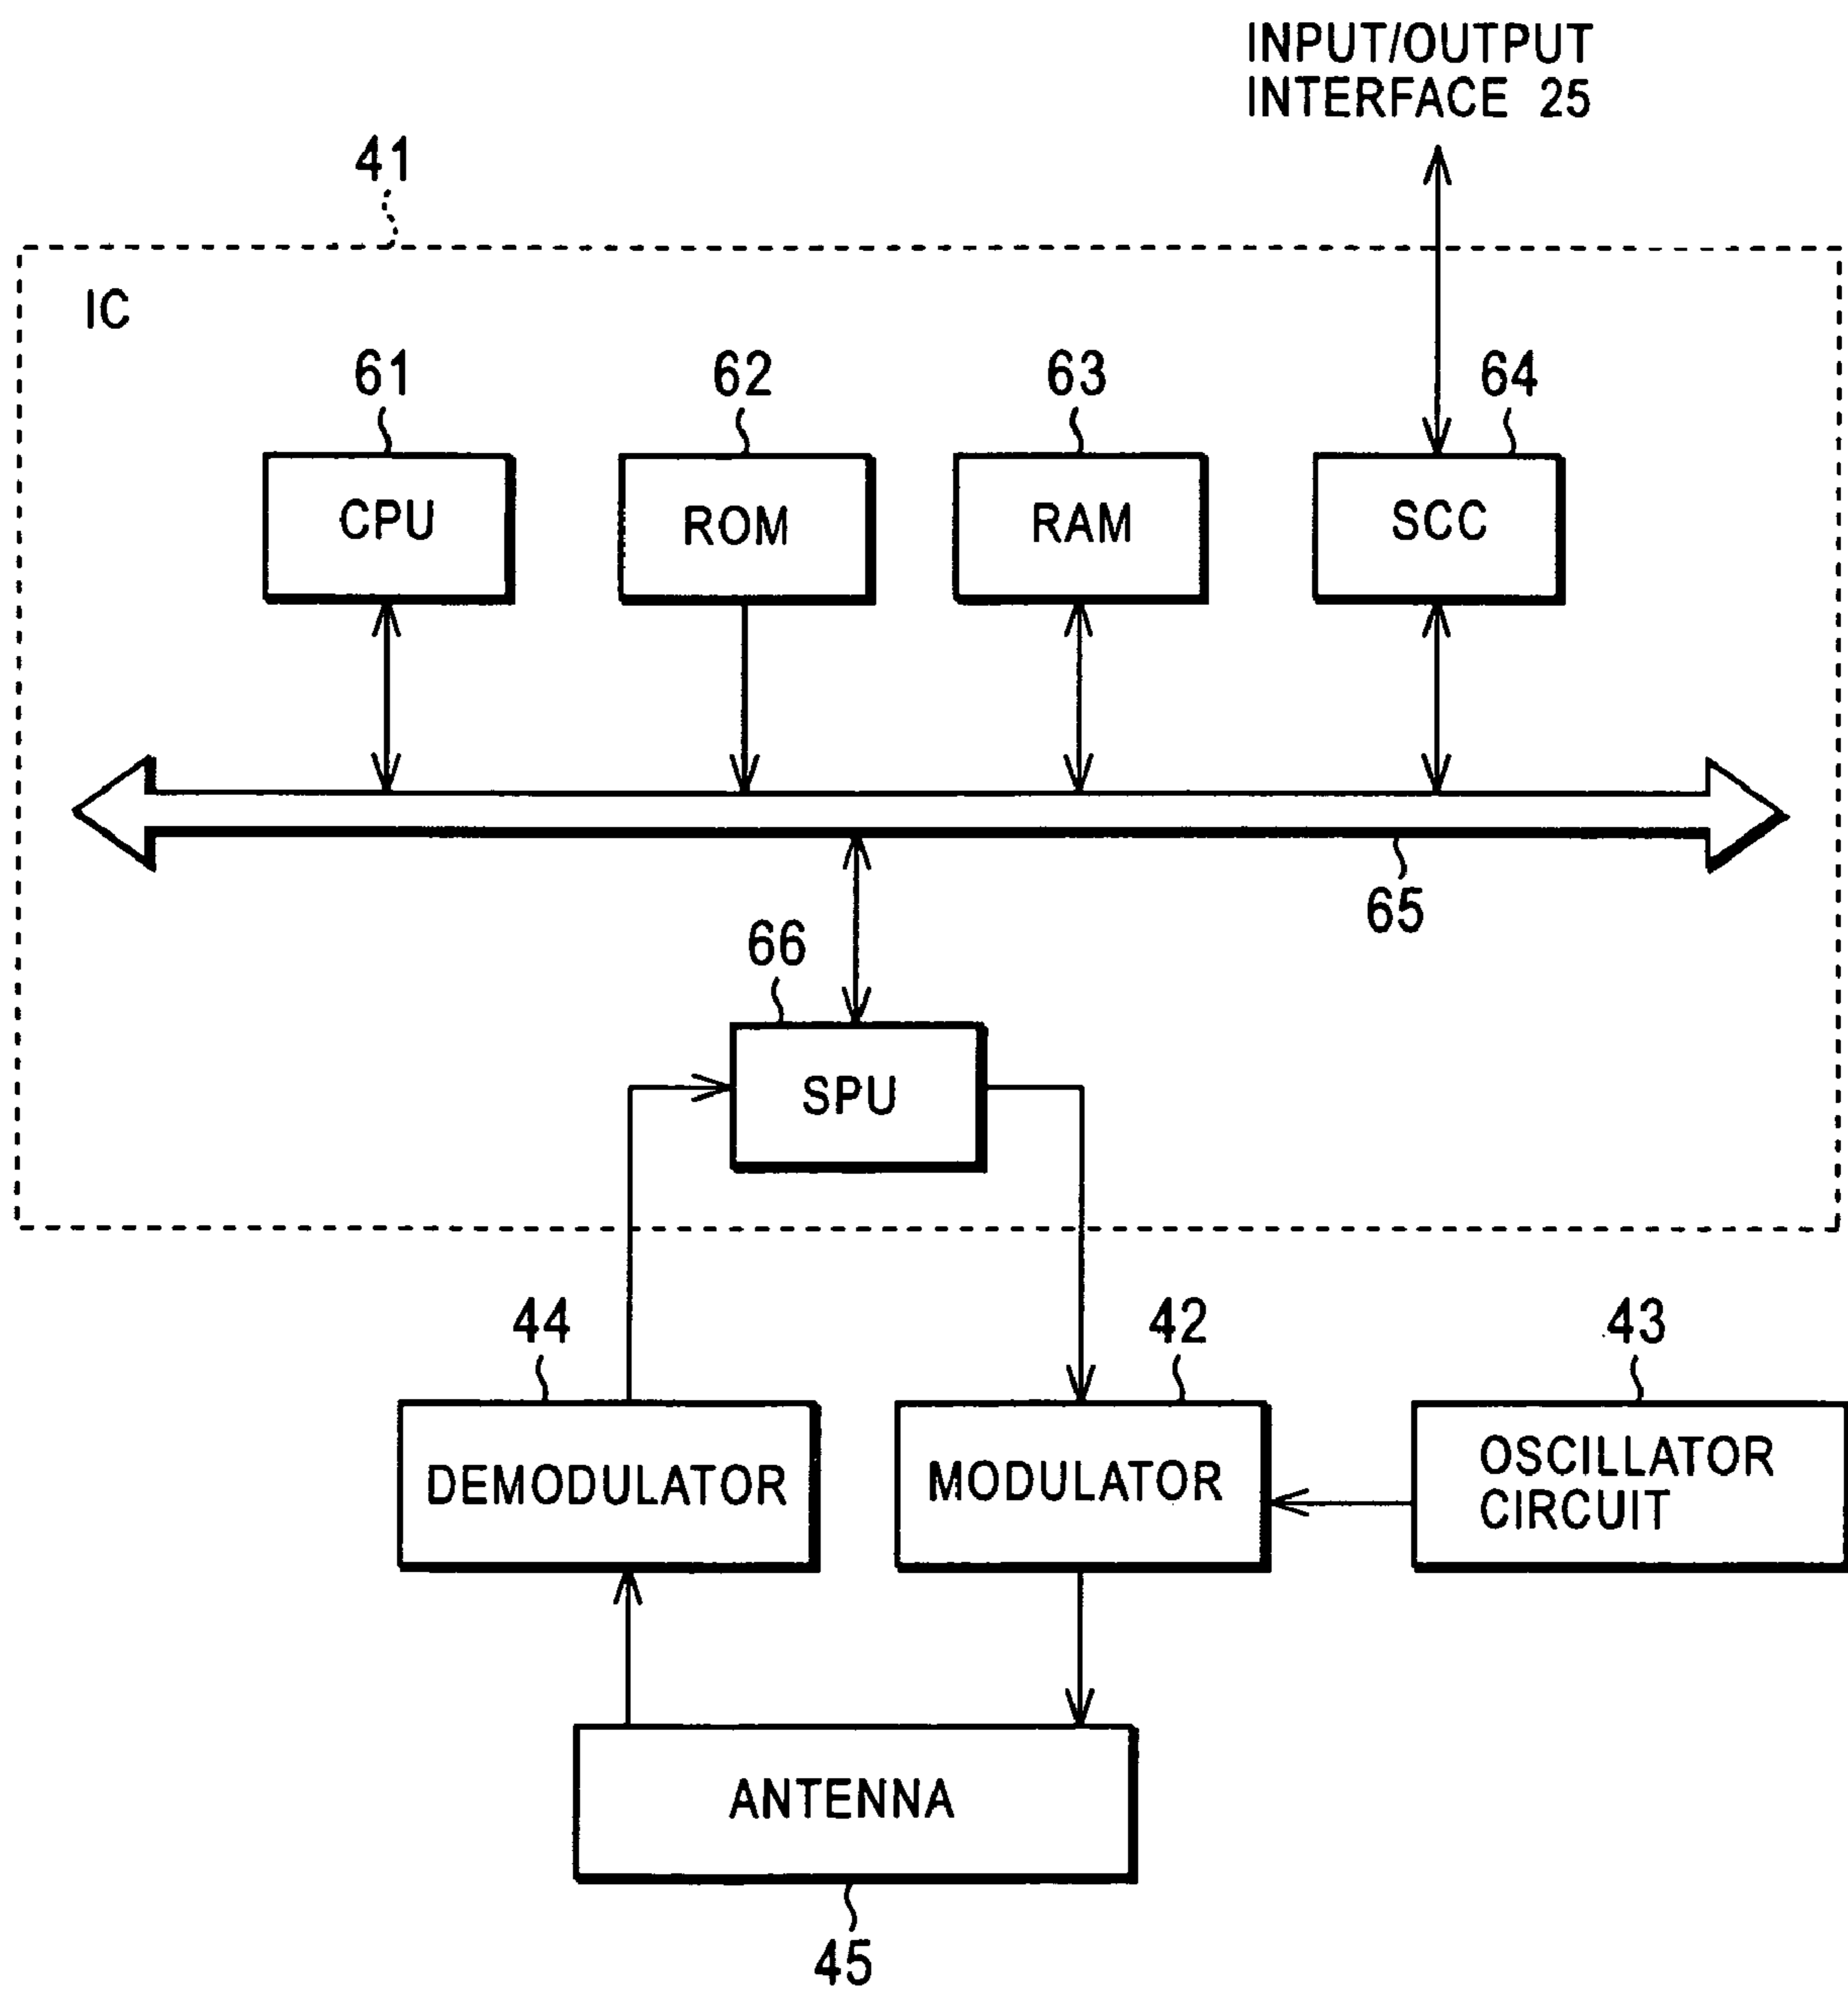 INPUT/OUTPUT
INTERFACE 25
41
IC
61
62
63
64
CPU
ROM
RAM
SCC
65
66
SPU
44
42
43
DEMODULATOR
MODULATOR
OSCILLATOR
CIRCUIT
ANTENNA
45